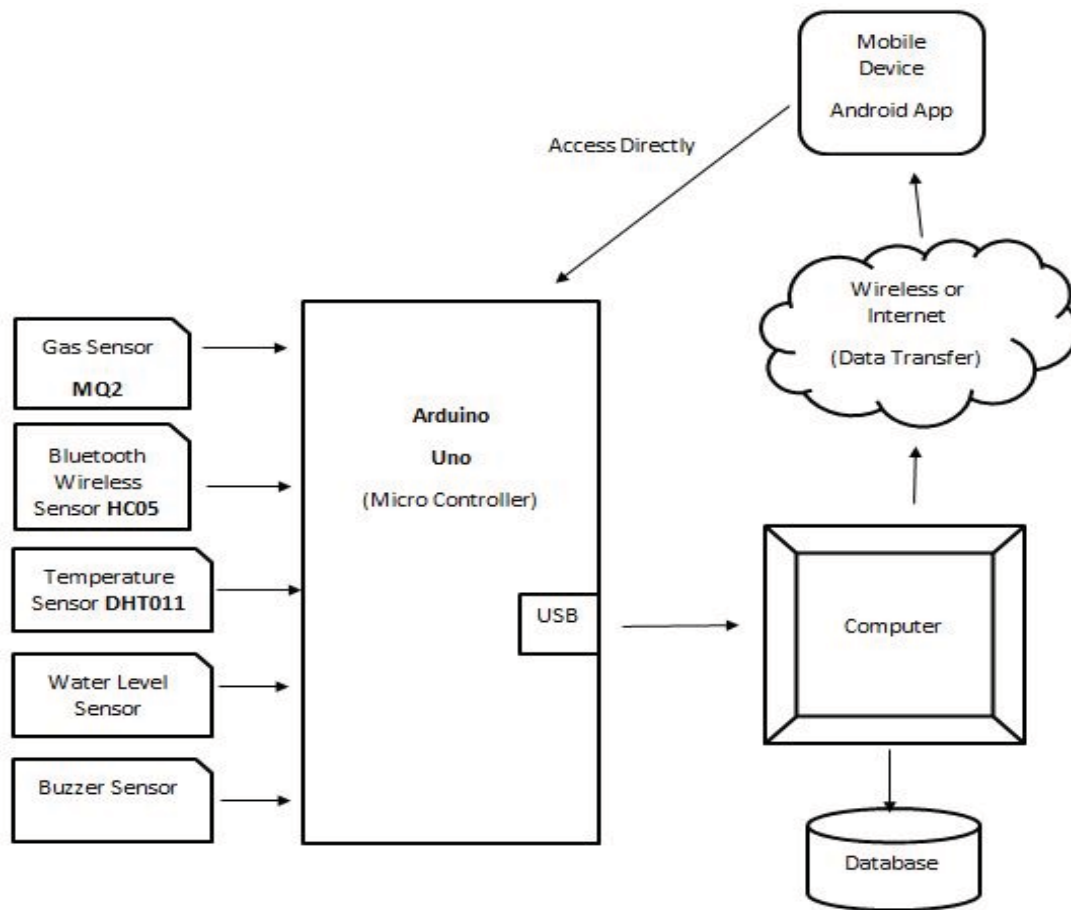 Mobile
Device
Android App
Access Directly
Wireless or
Internet
(Data Transfer)
Gas Sensor
MQ2
Bluetooth
Wireless
Sensor HC05
Temperature
Sensor DHT011
Water Level
Sensor
Buzzer Sensor
Arduino
Uno
(Micro Controller)
USB
Computer
Database